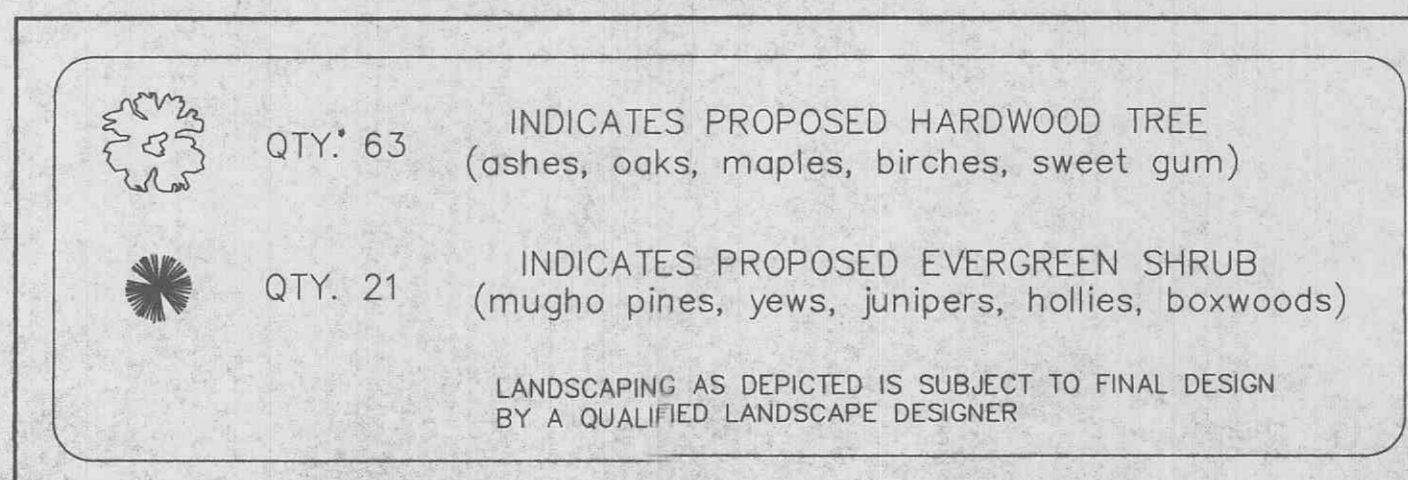 QTY. 63 INDICATES PROPOSED HARDWOOD TREE
(ashes, oaks, maples, birches, sweet gum)
QTY. 21 INDICATES PROPOSED EVERGREEN SHRUB
(mugho pines, yews, junipers, hollies, boxwoods)
LANDSCAPING AS DEPICTED IS SUBJECT TO FINAL DESIGN
BY A QUALIFIED LANDSCAPE DESIGNER